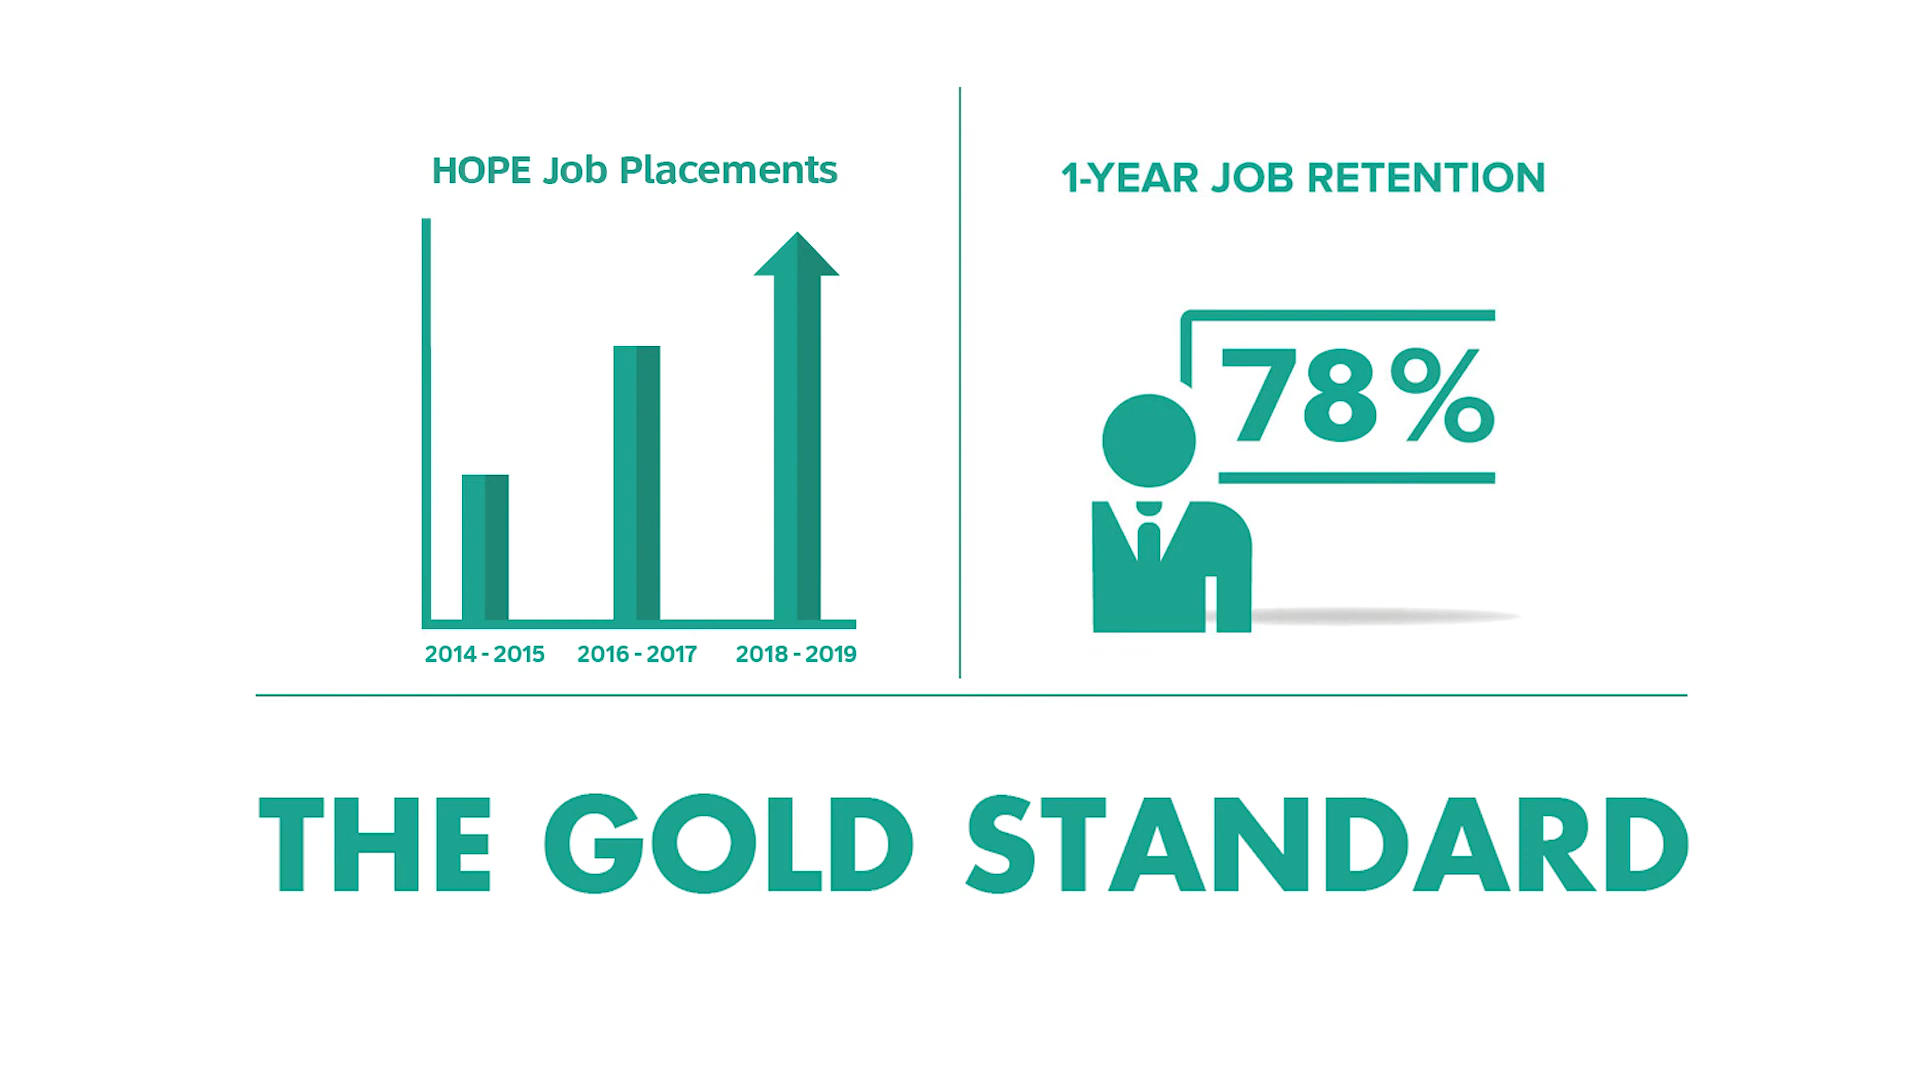 HOPE Job Placements
2014 - 2015 2016 - 2017 2018 - 2019
1-YEAR JOB RETENTION
78%
THE GOLD STANDARD